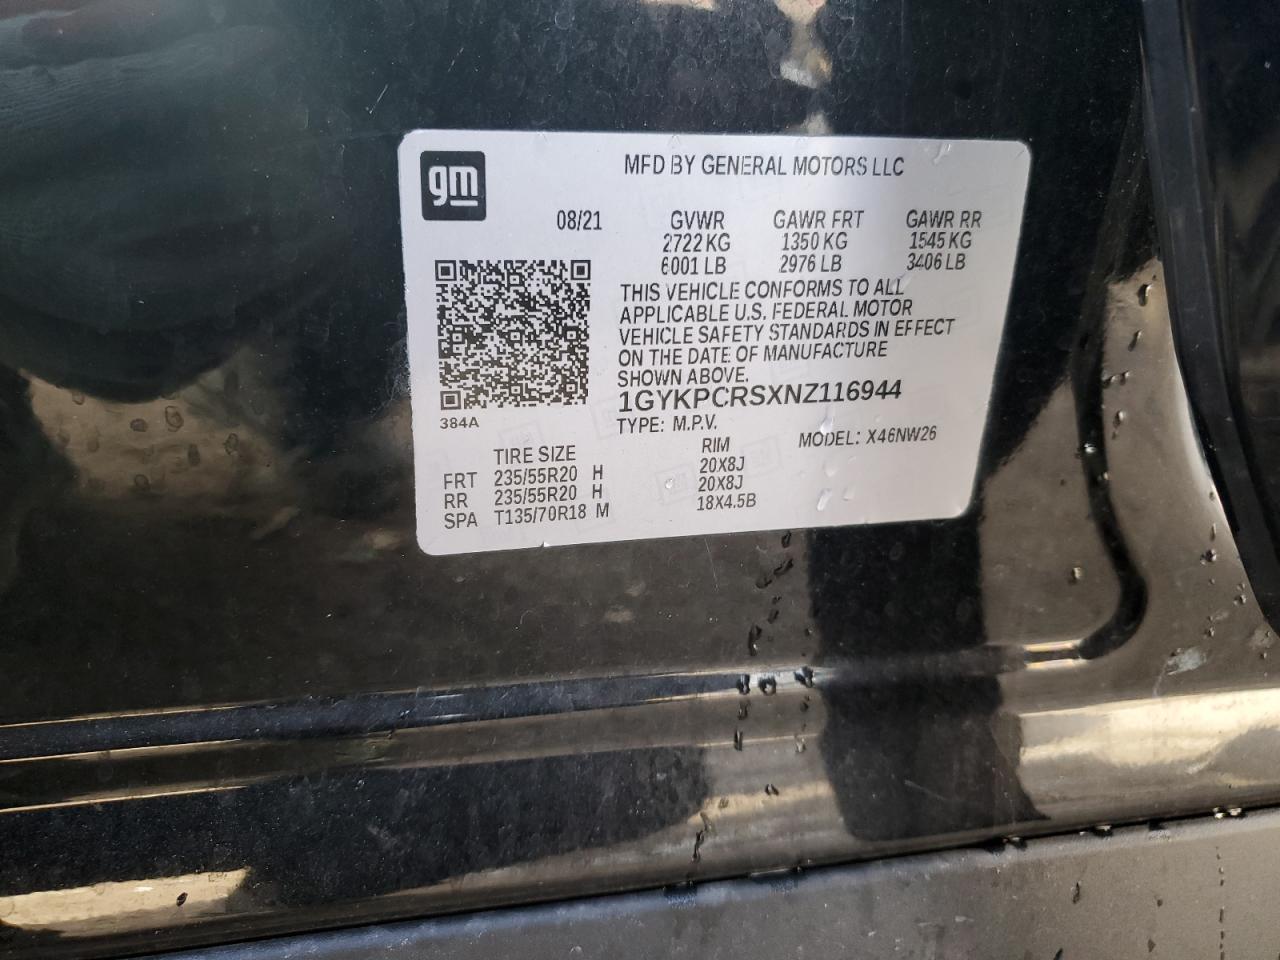 gm
MFD BY GENERAL MOTORS LLC
08/21 GVWR GAWR FRT GAWR RR
2722 KG 1350 KG 1545 KG
6001 LB 2976 LB 3406 LB
THIS VEHICLE CONFORMS TO ALL
APPLICABLE U.S. FEDERAL MOTOR
VEHICLE SAFETY STANDARDS IN EFFECT
ON THE DATE OF MANUFACTURE
SHOWN ABOVE.
1GYKPCRSXNZ116944
384A
TYPE: M.P.V. MODEL: X46NW26
TIRE SIZE RIM
FRT 235/55R20 H 20X8J
RR 235/55R20 H 20X8J
SPA T135/70R18 M 18X4.5B